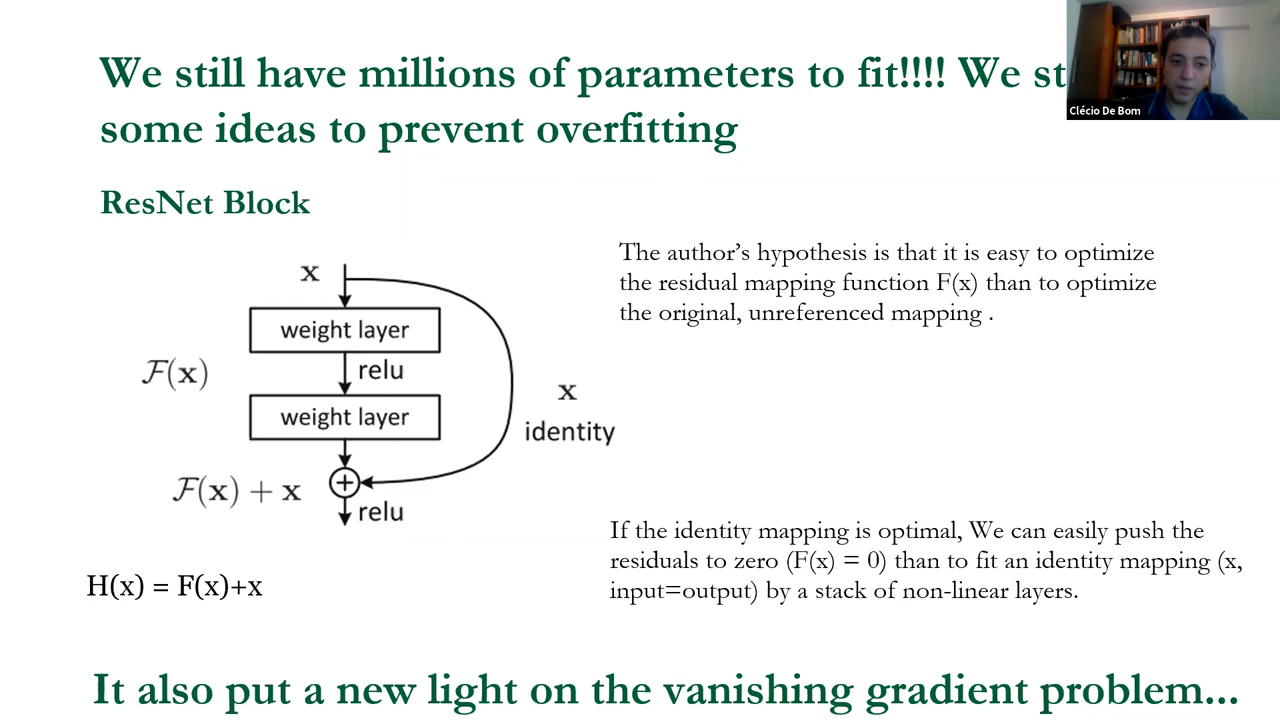 We still have millions of parameters to fit!!!! We st
some ideas to prevent overfitting
Clécio De Bom
ResNet Block
The author's hypothesis is that it is easy to optimize
the residual mapping function F(x) than to optimize
the original, unreferenced mapping .
x
weight layer
F(x)
relu
x
weight layer
identity
F(x) + x
+
relu
If the identity mapping is optimal, We can easily push the
residuals to zero (F(x) = 0) than to fit an identity mapping (x,
input=output) by a stack of non-linear layers.
H(x) = F(x)+x
It also put a new light on the vanishing gradient problem...